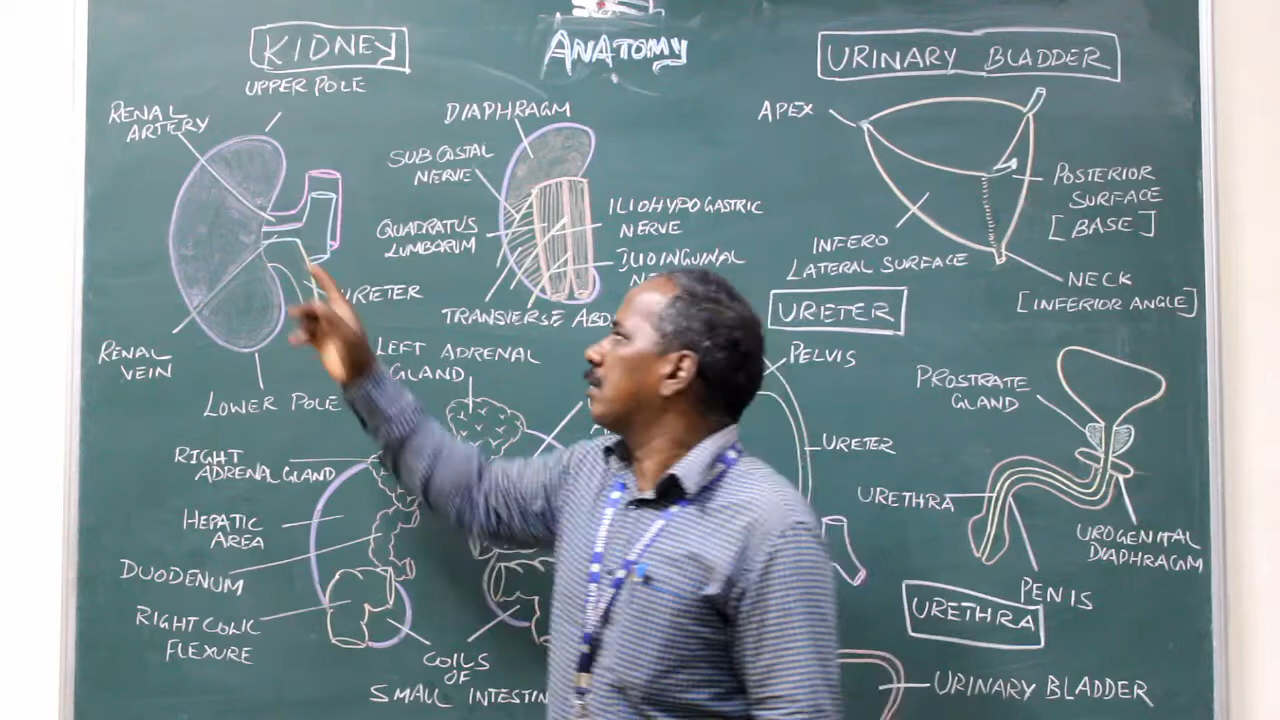 KIDNEY
ANATOMY
URINARY BLADDER
UPPER POLE
RENAL
ARTERY
DIAPHRAGM
SUB COSTAL
NERVE
QUADRATUS
LUMBARUM
ILIOHYPOGASTRIC
NERVE
ILIOINGUINAL
TRANSVERSE ABD
URETER
RENAL
VEIN
LOWER POLE
APEX
POSTERIOR
SURFACE
[BASE]
INFERO
LATERAL SURFACE
NECK
[INFERIOR ANGLE]
LEFT ADRENAL
GLAND
RIGHT
ADRENAL GLAND
HEPATIC
AREA
DUODENUM
RIGHT COLIC
FLEXURE
COILS
OF
SMALL INTESTIN
URETER
PELVIS
URETER
PROSTRATE
GLAND
URETHRA
UROGENITAL
DIAPHRAGM
PENIS
URETHRA
URINARY BLADDER